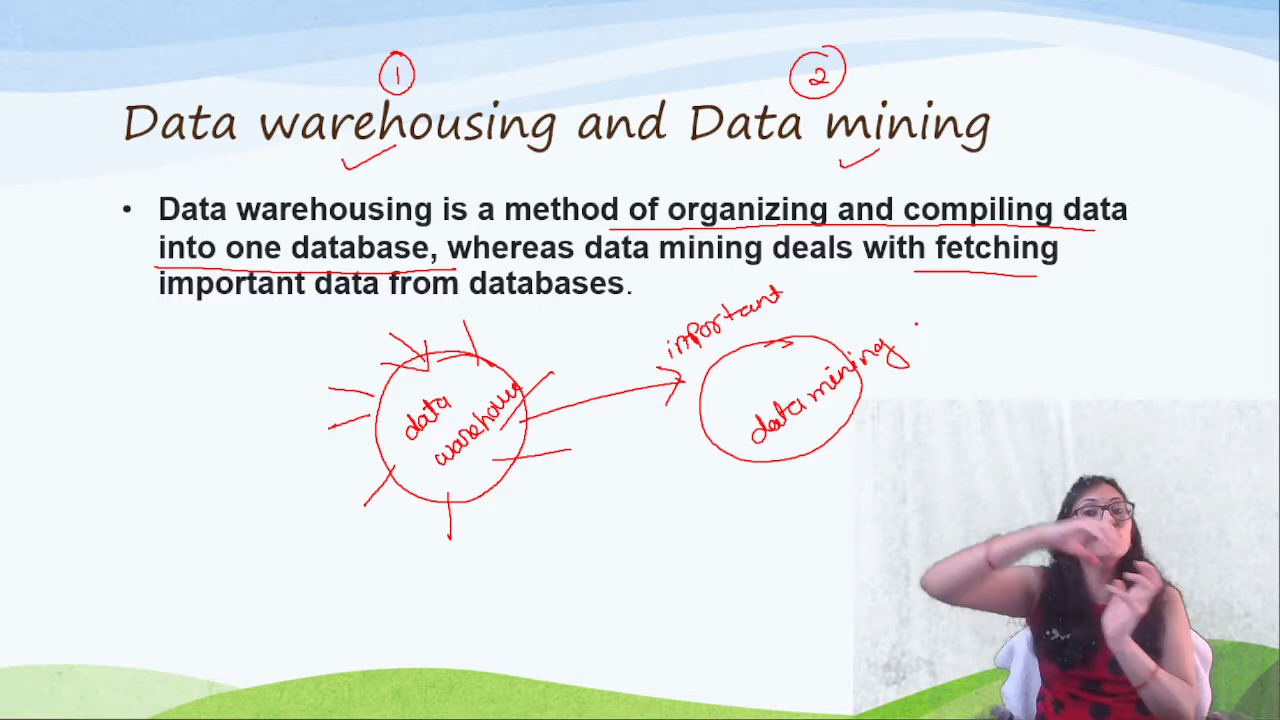 1
2
Data warehousing and Data mining
• Data warehousing is a method of organizing and compiling data
into one database, whereas data mining deals with fetching
important data from databases.
important
data
warehouse
data mining